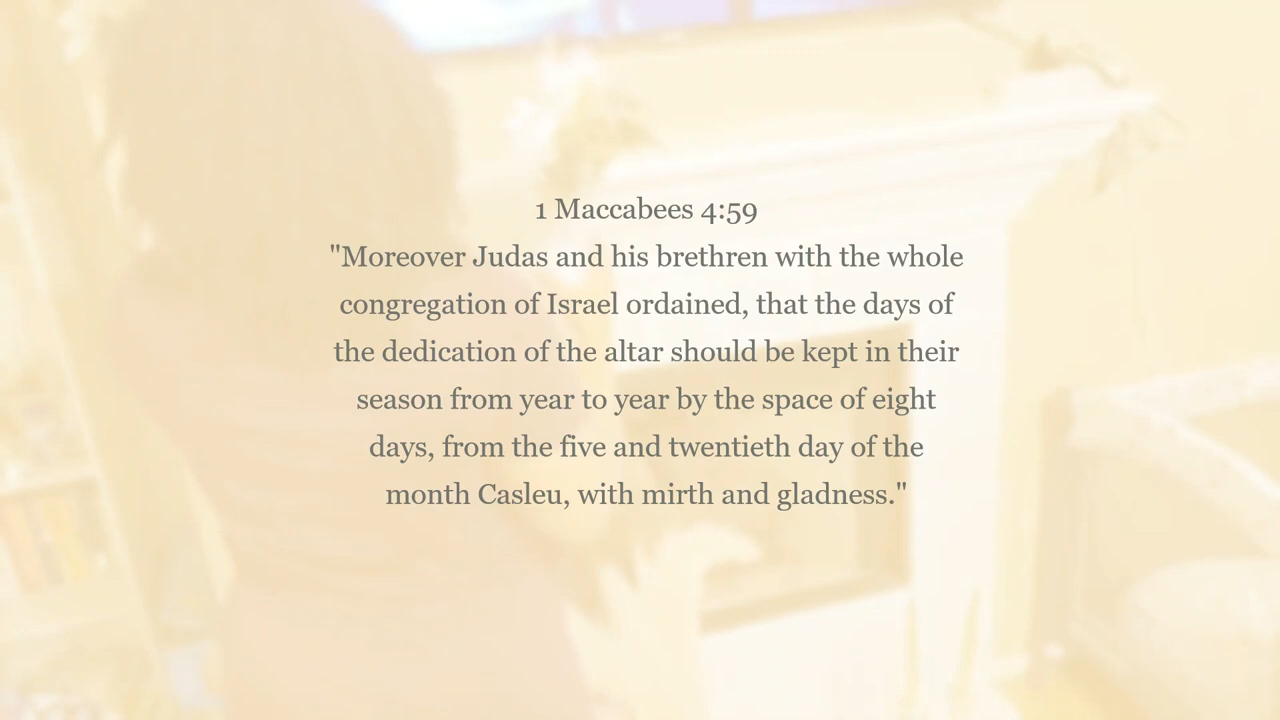 1 Maccabees 4:59
"Moreover Judas and his brethren with the whole
congregation of Israel ordained, that the days of
the dedication of the altar should be kept in their
season from year to year by the space of eight
days, from the five and twentieth day of the
month Casleu, with mirth and gladness."